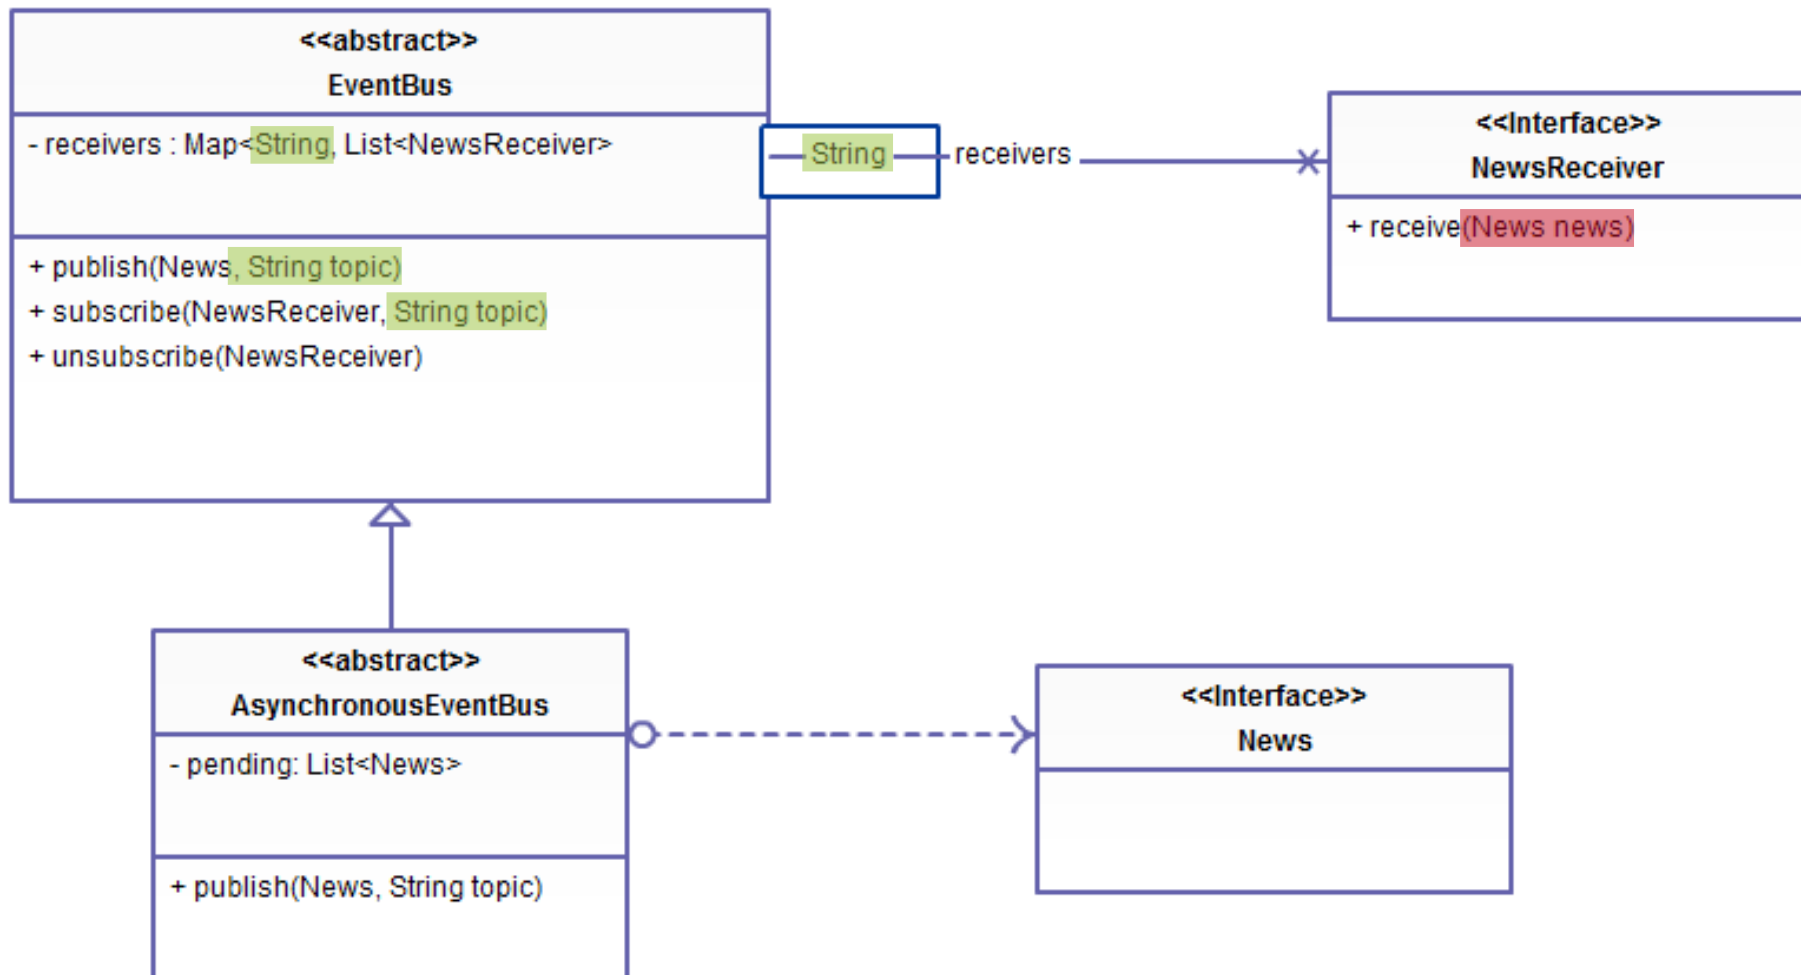 <<abstract>>
EventBus
- receivers : Map<String, List<NewsReceiver>
+ publish(News, String topic)
+ subscribe(NewsReceiver, String topic)
+ unsubscribe(NewsReceiver)
String
receivers
<<Interface>>
NewsReceiver
+ receive(News news)
<<abstract>>
AsynchronousEventBus
- pending: List<News>
+ publish(News, String topic)
<<Interface>>
News